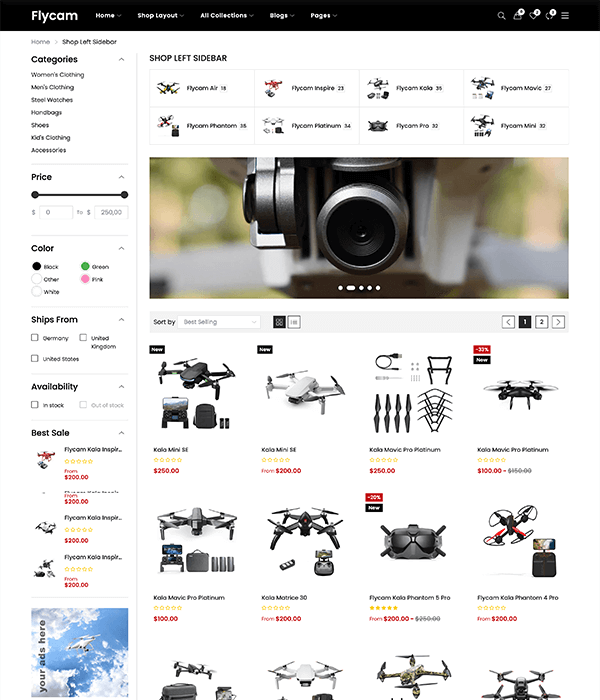 Flycam
Home
Shop Layout
All Collections
Blogs
Pages
Home
Shop Left Sidebar
Categories
Women's Clothing
Men's Clothing
Steel Watches
Handbags
Shoes
Kid's Clothing
Accessories
Price
$ 0 To $ 250,00
Color
Black
Green
Other
Pink
White
Ships From
Germany
United Kingdom
United States
Availability
In stock
Out of stock
Best Sale
Flycam Kala Inspir...
From
$200.00
From
$200.00
Flycam Kala Inspir...
$200.00
Flycam Kala Inspir...
From
$200.00
your ads here
SHOP LEFT SIDEBAR
Flycam Air 18
Flycam Inspire 23
Flycam Kala 35
Flycam Mavic 27
Flycam Phantom 35
Flycam Platinum 34
Flycam Pro 32
Flycam Mini 32
Sort by
Best Selling
1
2
New
Kala Mini SE
$250.00
New
Kala Mini SE
From $200.00
Kala Mavic Pro Platinum
$250.00
-33%
New
Kala Mavic Pro Platinum
$100.00 - $150.00
Kala Mavic Pro Platinum
$100.00
Kala Matrice 30
From $200.00
-20%
New
Flycam Kala Phantom 5 Pro
From $200.00 - $250.00
Flycam Kala Phantom 4 Pro
From $200.00